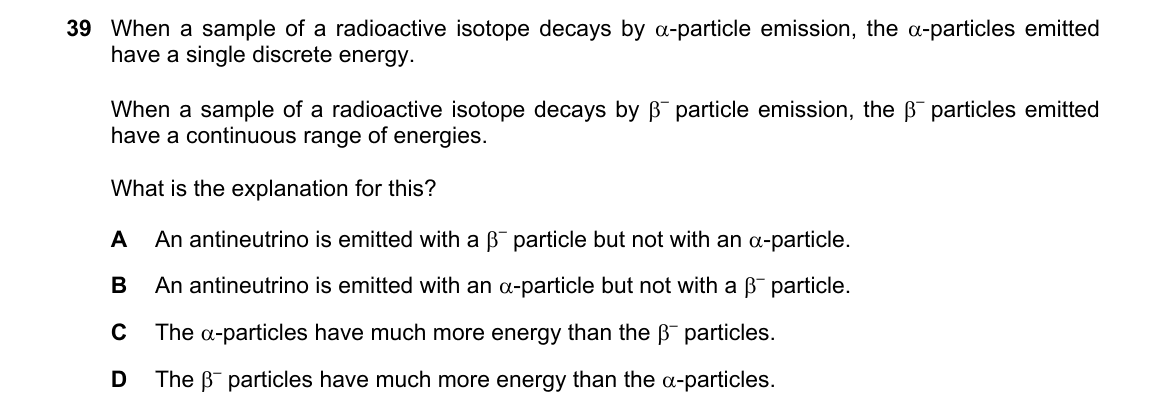 39 When a sample of a radioactive isotope decays by α-particle emission, the α-particles emitted
have a single discrete energy.
When a sample of a radioactive isotope decays by β⁻ particle emission, the β⁻ particles emitted
have a continuous range of energies.
What is the explanation for this?
A An antineutrino is emitted with a β⁻ particle but not with an α-particle.
B An antineutrino is emitted with an α-particle but not with a β⁻ particle.
C The α-particles have much more energy than the β⁻ particles.
D The β⁻ particles have much more energy than the α-particles.